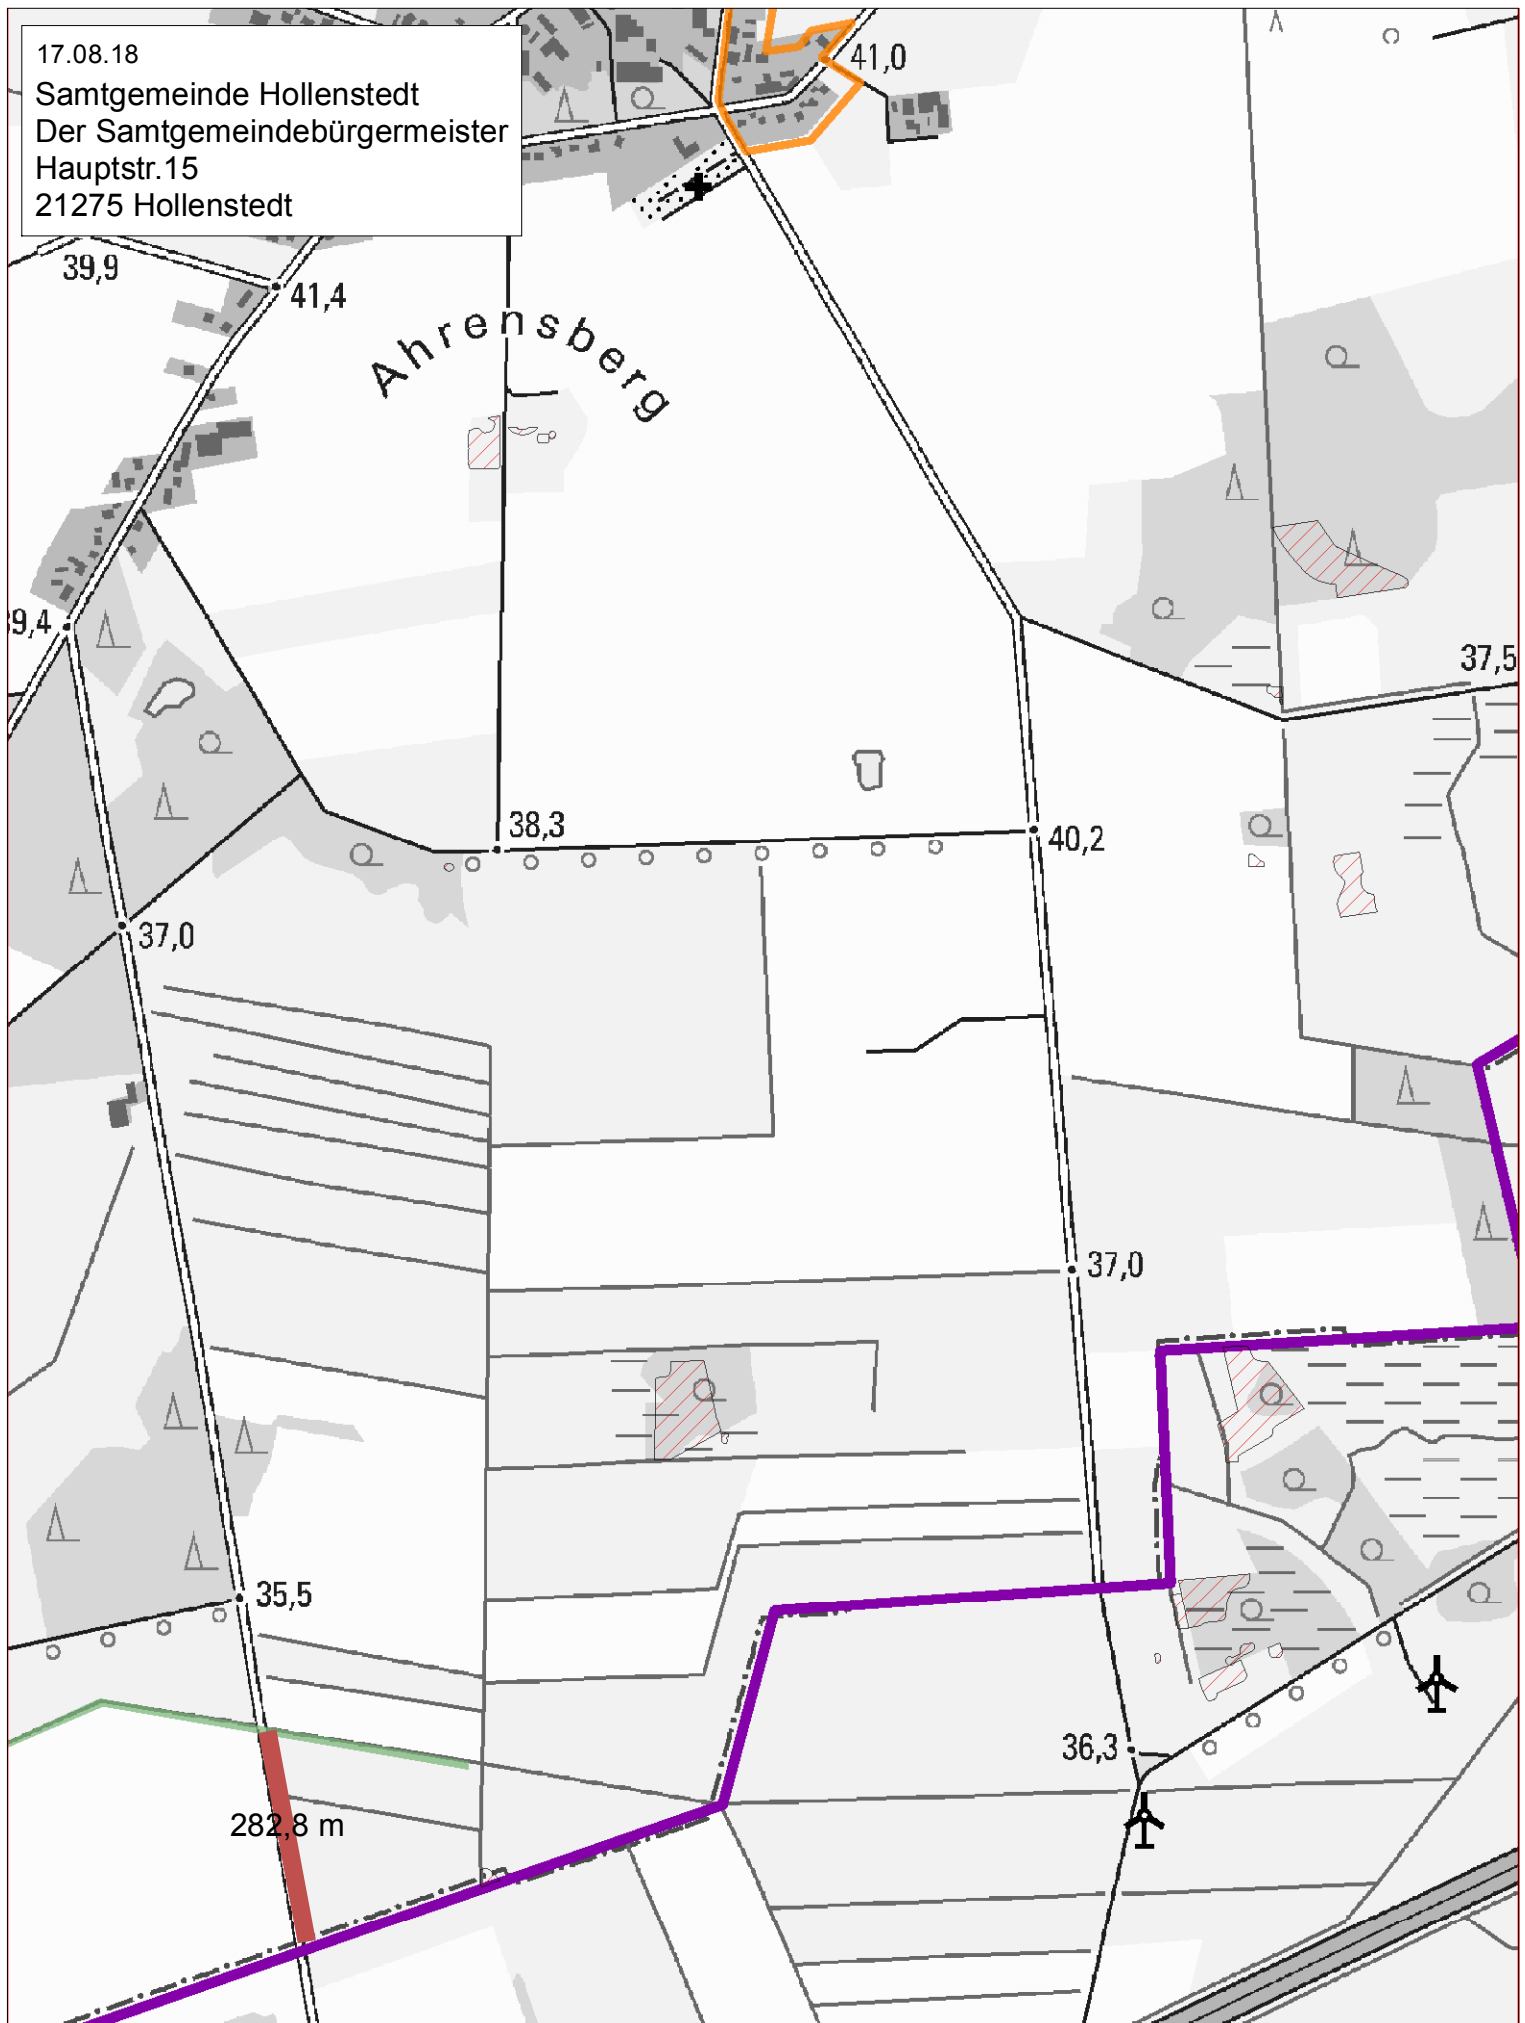 17.08.18
Samtgemeinde Hollenstedt
Der Samtgemeindebürgermeister
Hauptstr.15
21275 Hollenstedt
41,0
39,9
41,4
Ahrensberg
39,4
37,5
38,3
40,2
37,0
37,0
35,5
36,3
282,8 m